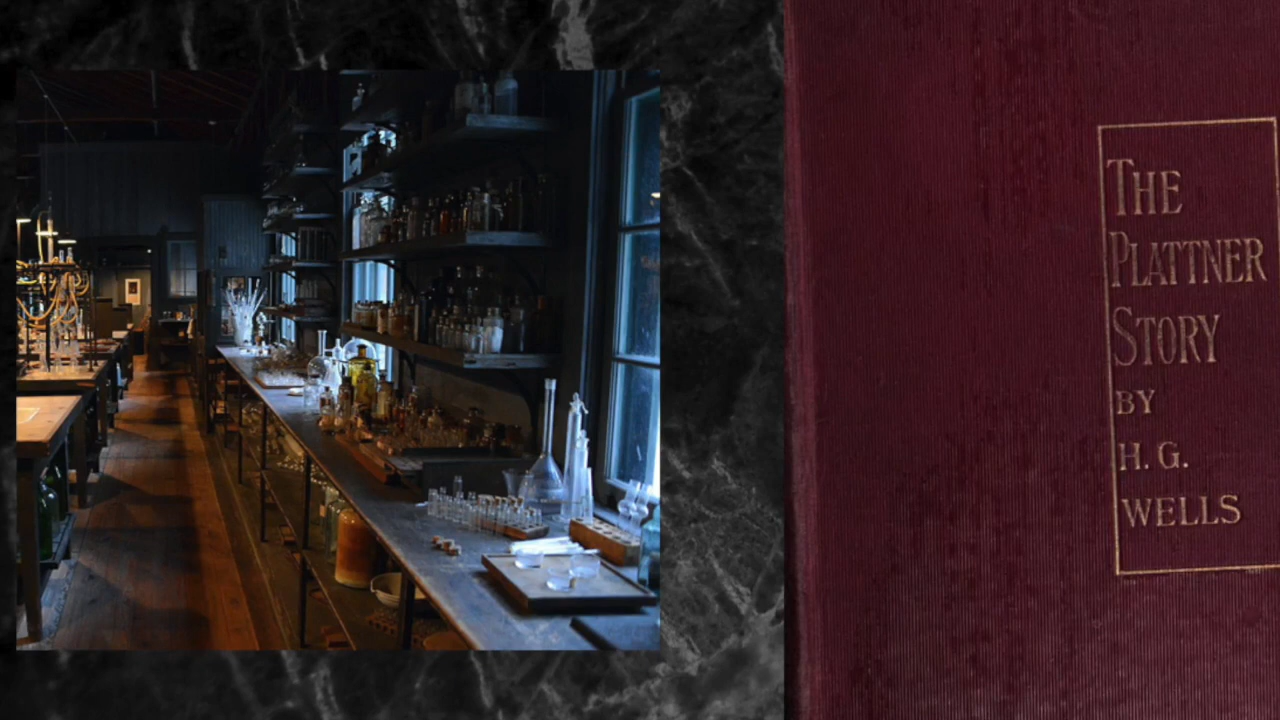 THE
PLATTNER
STORY
BY
H. G.
WELLS